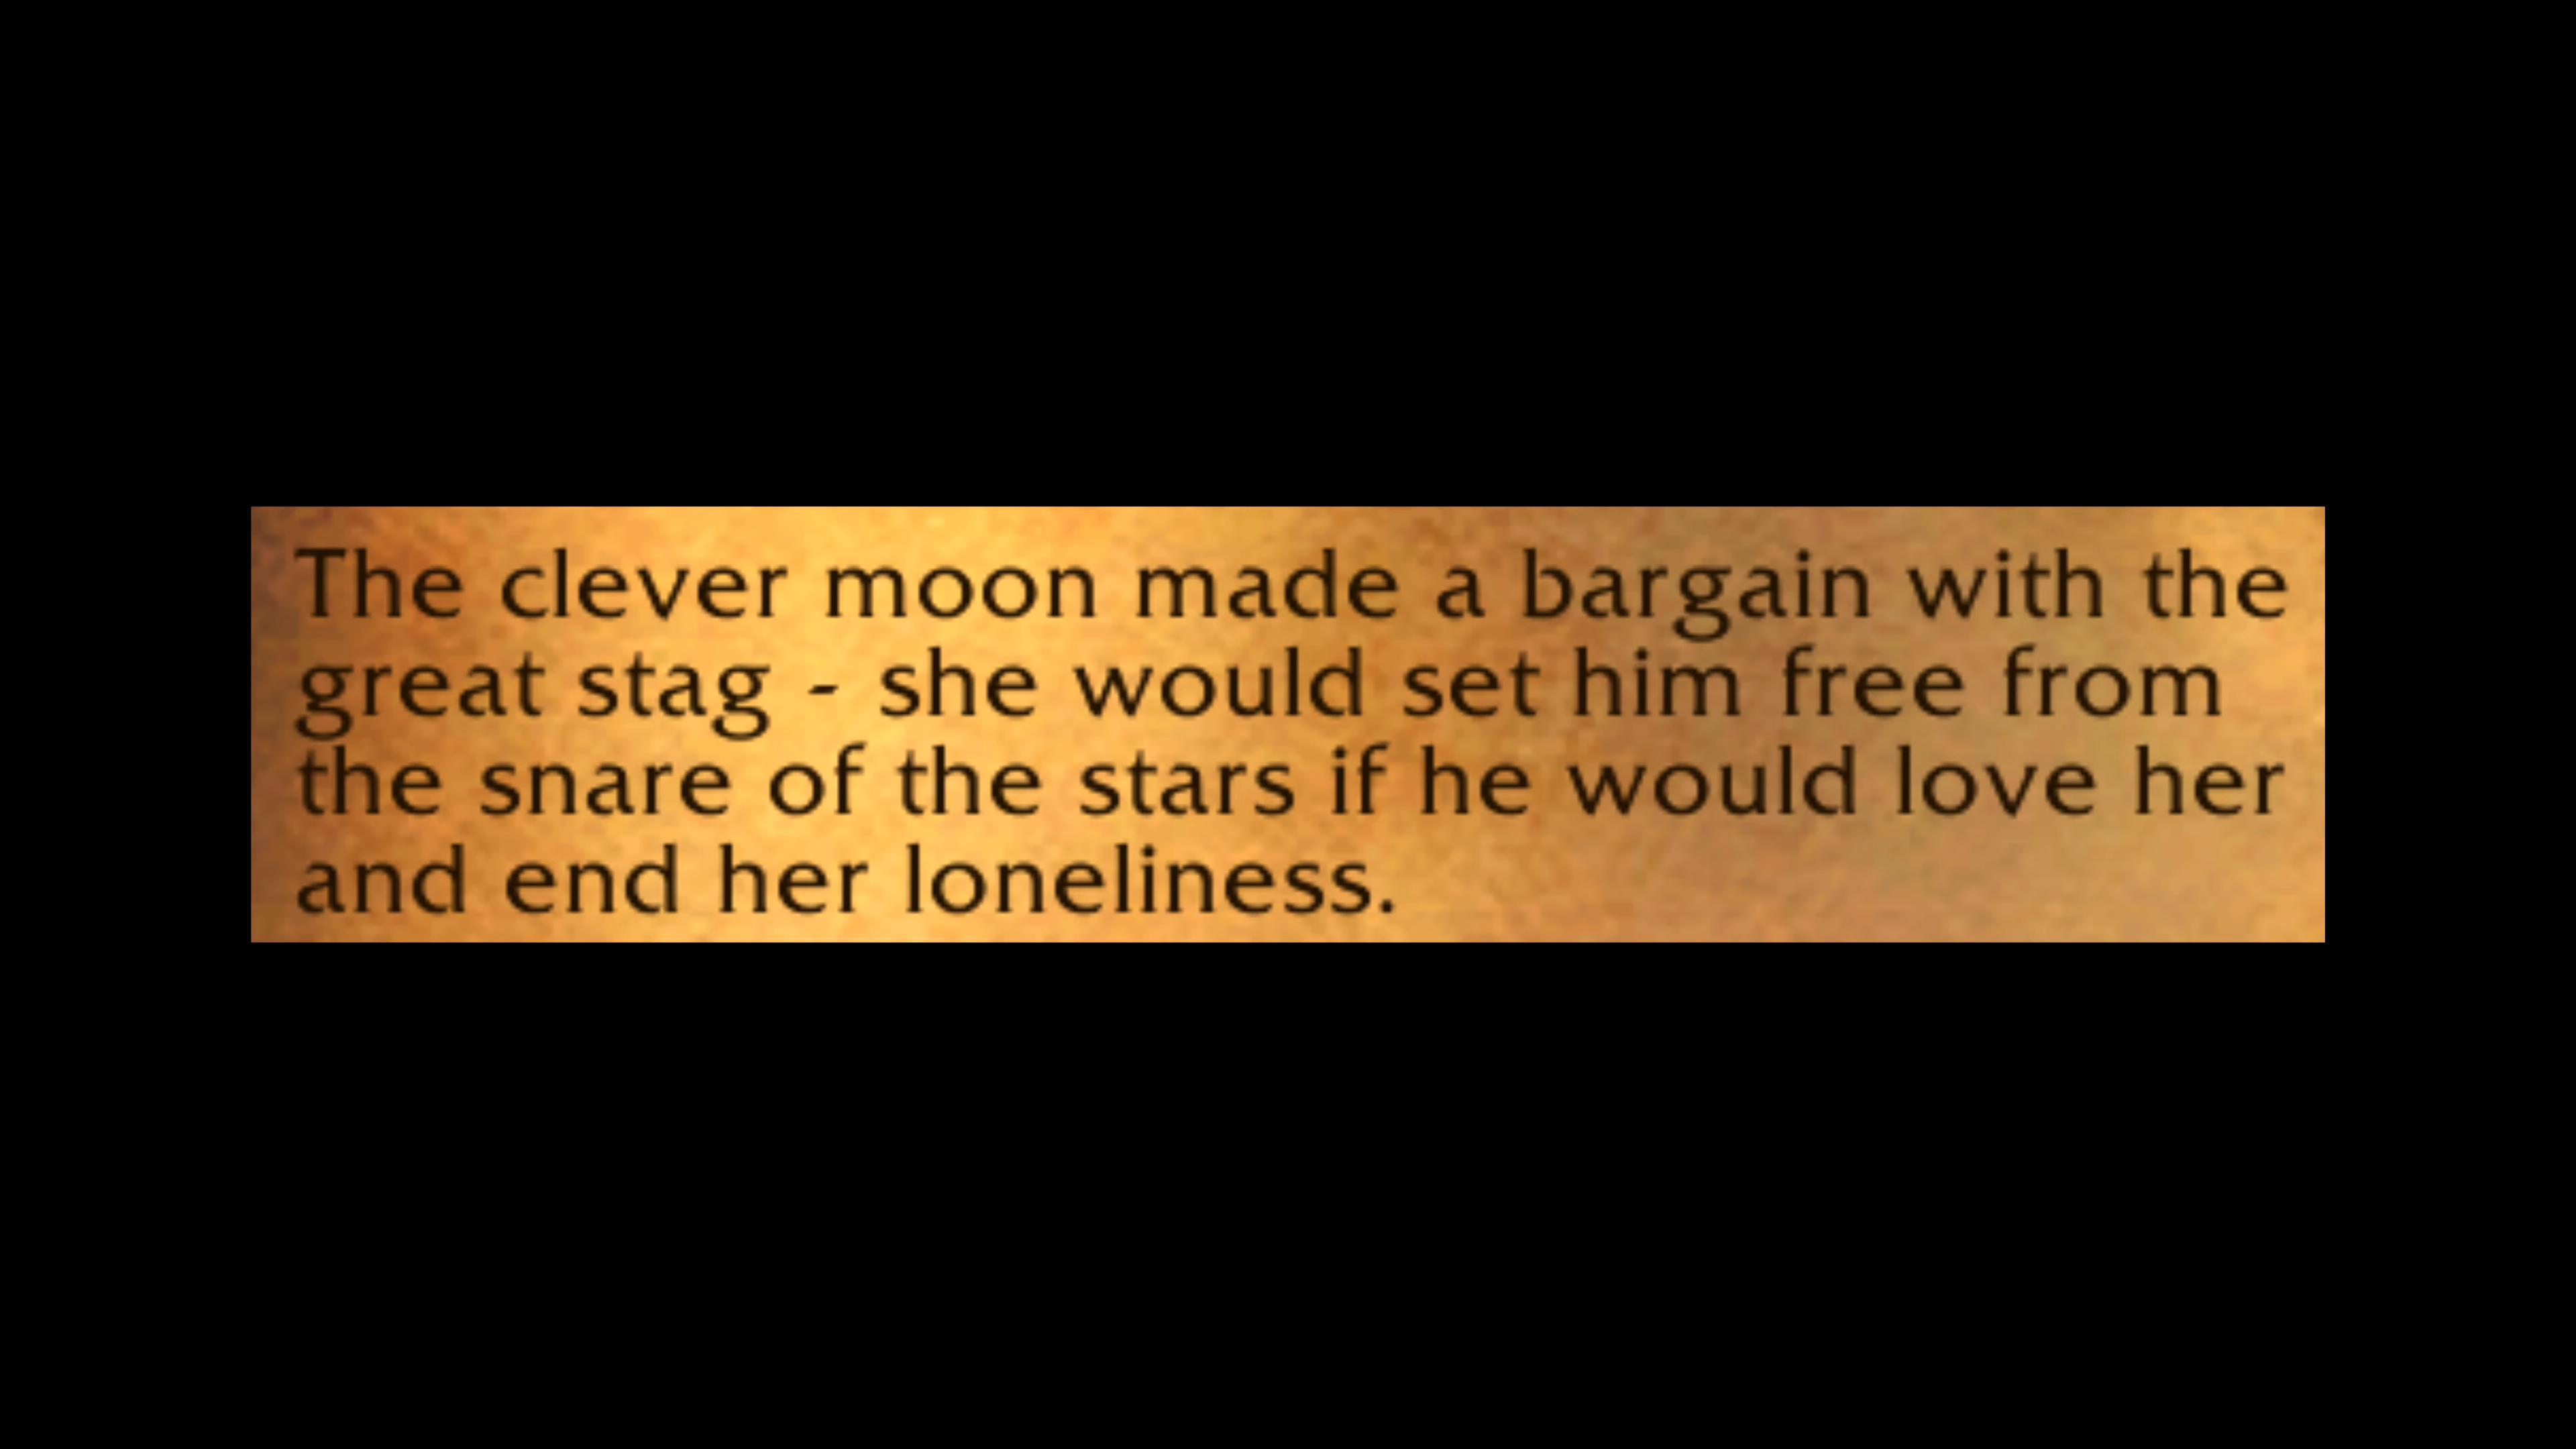 The clever moon made a bargain with the
great stag - she would set him free from
the snare of the stars if he would love her
and end her loneliness.